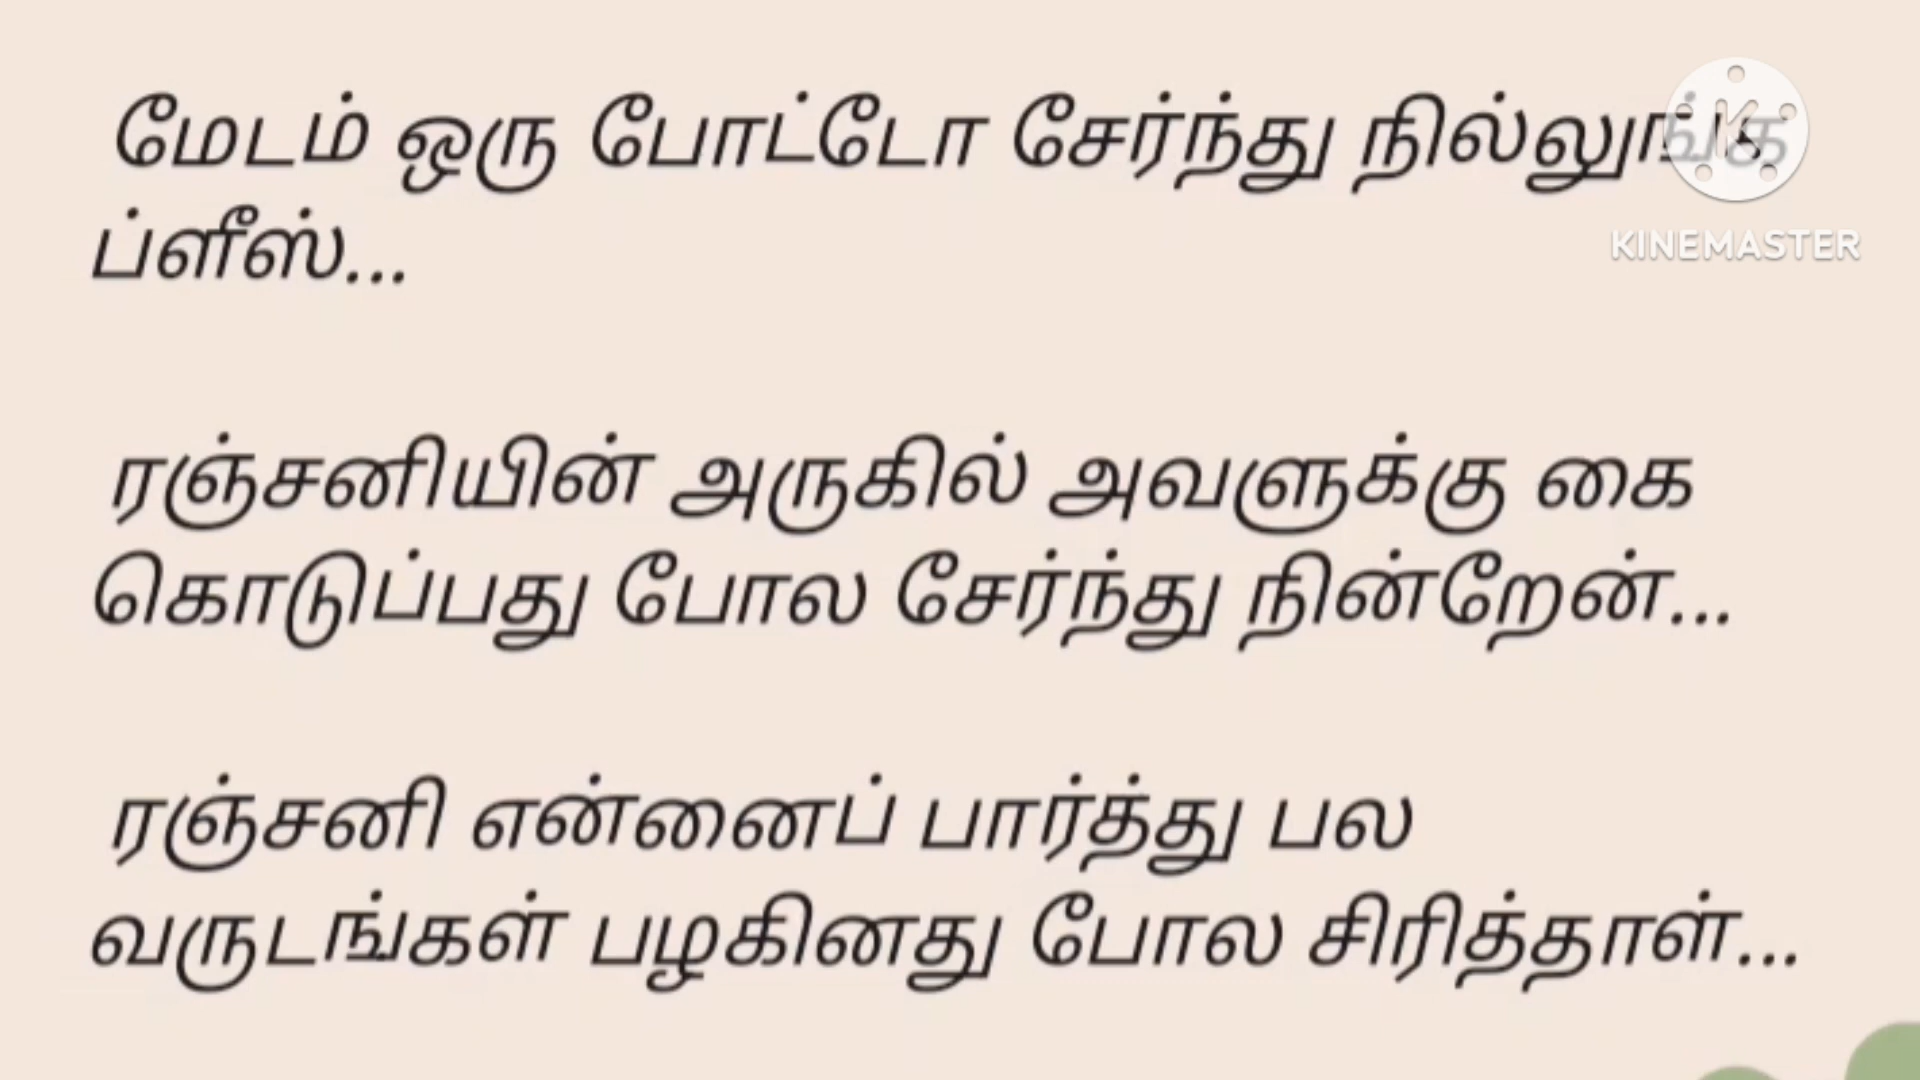 மேடம் ஒரு போட்டோ சேர்ந்து நில்லுங்க
ப்ளீஸ்...
ரஞ்சனியின் அருகில் அவளுக்கு கை
கொடுப்பது போல சேர்ந்து நின்றேன்...
ரஞ்சனி என்னைப் பார்த்து பல
வருடங்கள் பழகினது போல சிரித்தாள்...
KINEMASTER